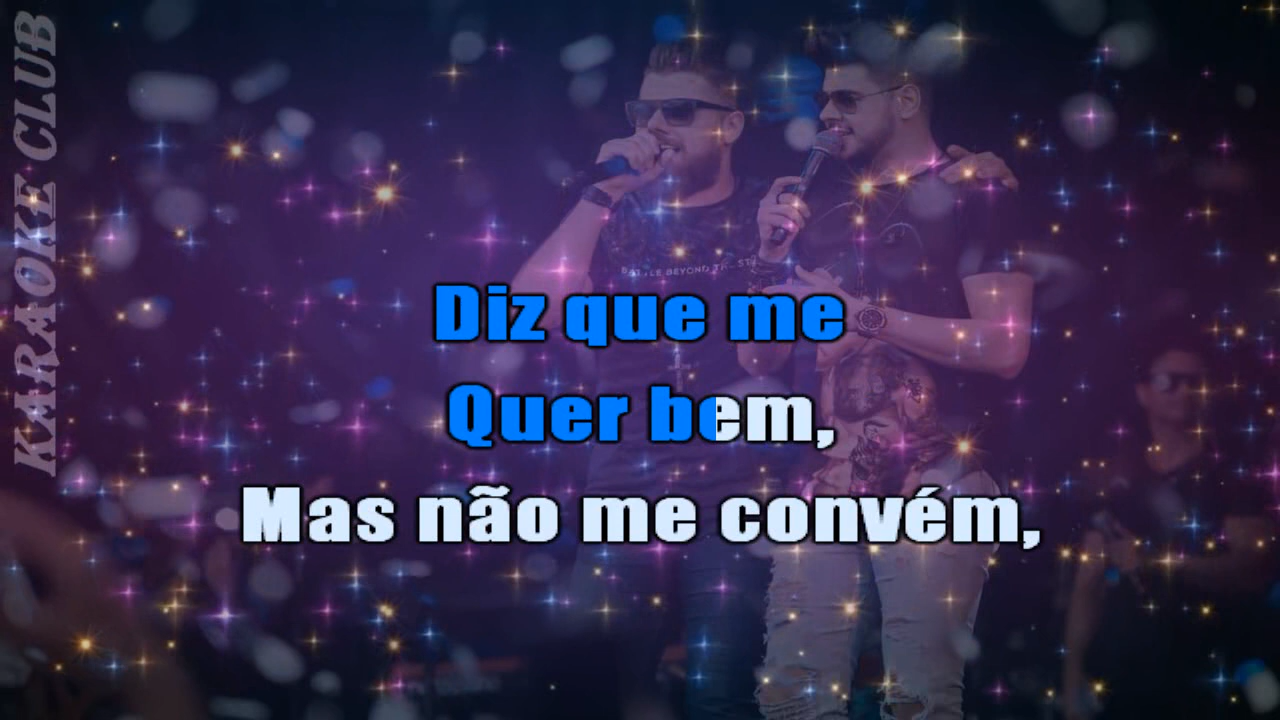 KARAOKE CLUB
Diz que me
Quer bem,
Mas não me convém,